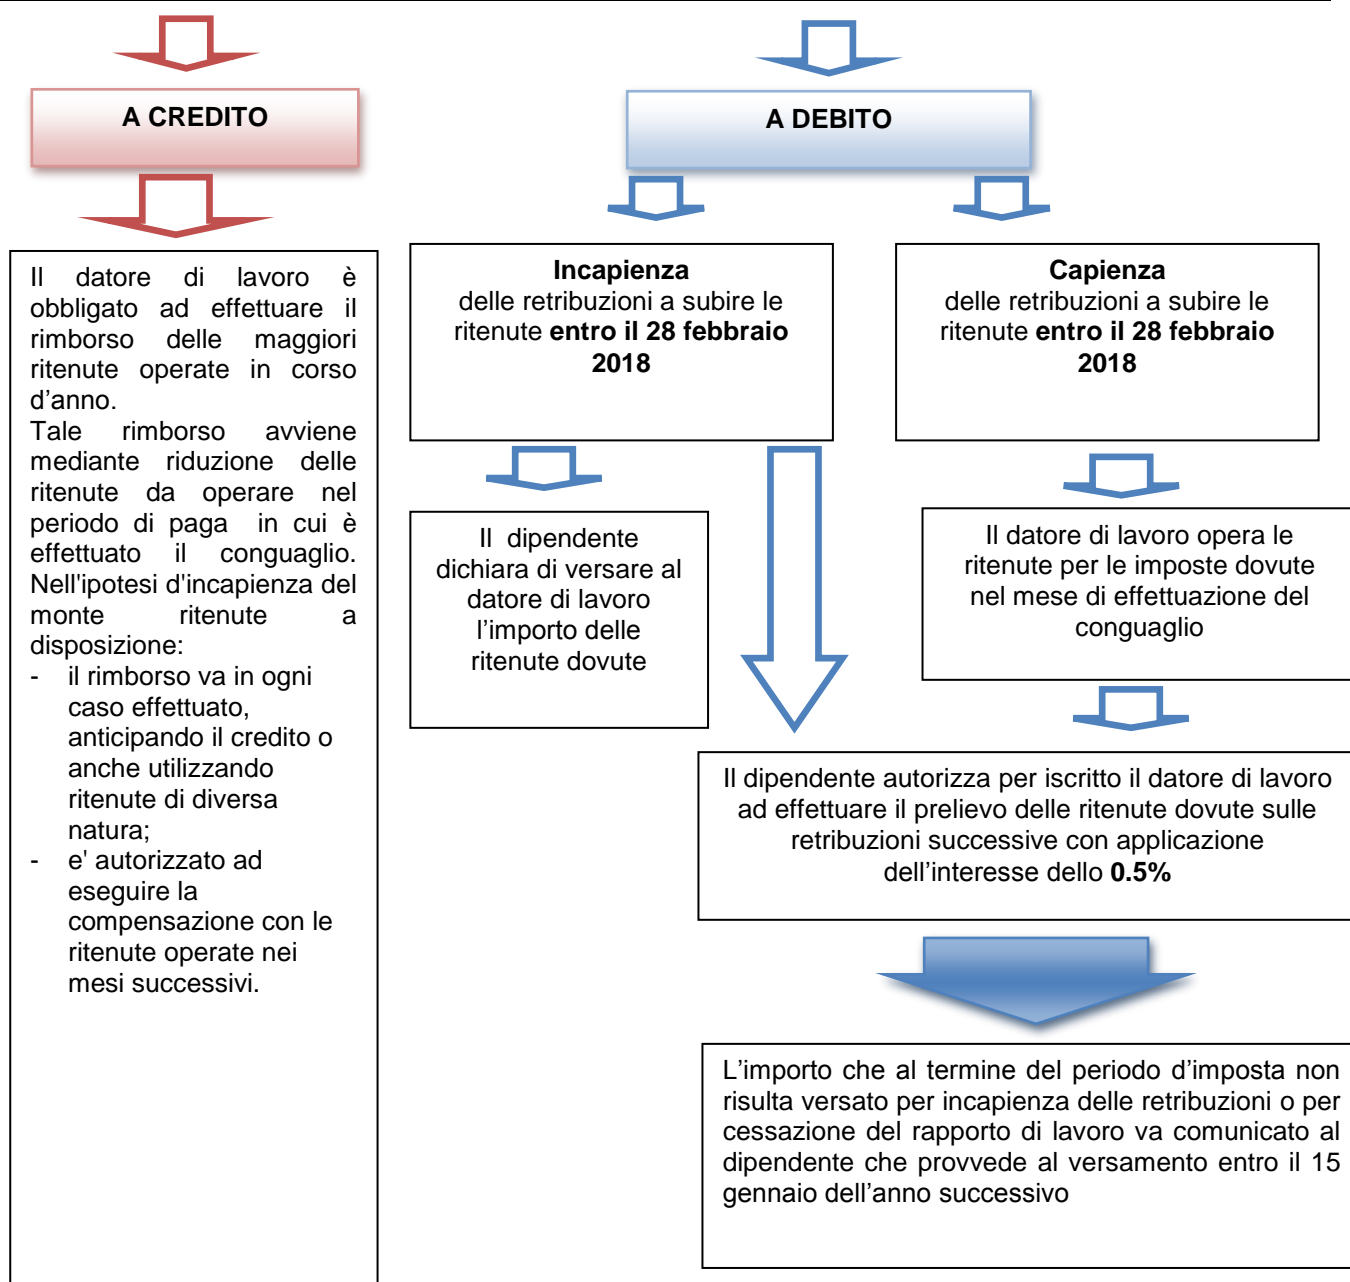 A CREDITO
Il datore di lavoro è
obbligato ad effettuare il
rimborso delle maggiori
ritenute operate in corso
d’anno.
Tale rimborso avviene
mediante riduzione delle
ritenute da operare nel
periodo di paga in cui è
effettuato il conguaglio.
Nell'ipotesi d'incapienza del
monte ritenute a
disposizione:
- il rimborso va in ogni
caso effettuato,
anticipando il credito o
anche utilizzando
ritenute di diversa
natura;
- e' autorizzato ad
eseguire la
compensazione con le
ritenute operate nei
mesi successivi.
A DEBITO
Incapienza
delle retribuzioni a subire le
ritenute entro il 28 febbraio
2018
Capienza
delle retribuzioni a subire le
ritenute entro il 28 febbraio
2018
Il dipendente
dichiara di versare al
datore di lavoro
l’importo delle
ritenute dovute
Il datore di lavoro opera le
ritenute per le imposte dovute
nel mese di effettuazione del
conguaglio
Il dipendente autorizza per iscritto il datore di lavoro
ad effettuare il prelievo delle ritenute dovute sulle
retribuzioni successive con applicazione
dell’interesse dello 0.5%
L’importo che al termine del periodo d’imposta non
risulta versato per incapienza delle retribuzioni o per
cessazione del rapporto di lavoro va comunicato al
dipendente che provvede al versamento entro il 15
gennaio dell’anno successivo